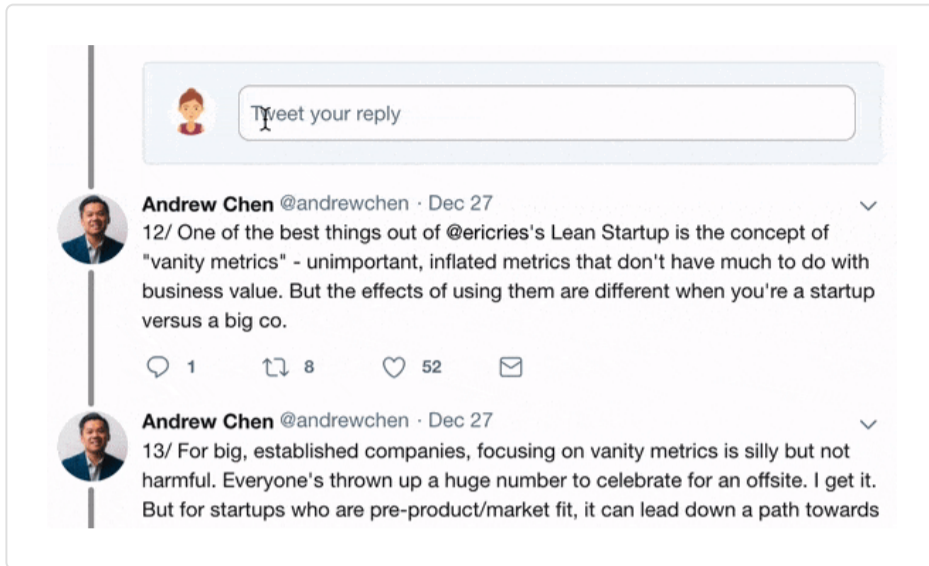 Tweet your reply
Andrew Chen @andrewchen · Dec 27
12/ One of the best things out of @ericries's Lean Startup is the concept of
"vanity metrics" - unimportant, inflated metrics that don't have much to do with
business value. But the effects of using them are different when you're a startup
versus a big co.
1 8 52
Andrew Chen @andrewchen · Dec 27
13/ For big, established companies, focusing on vanity metrics is silly but not
harmful. Everyone's thrown up a huge number to celebrate for an offsite. I get it.
But for startups who are pre-product/market fit, it can lead down a path towards